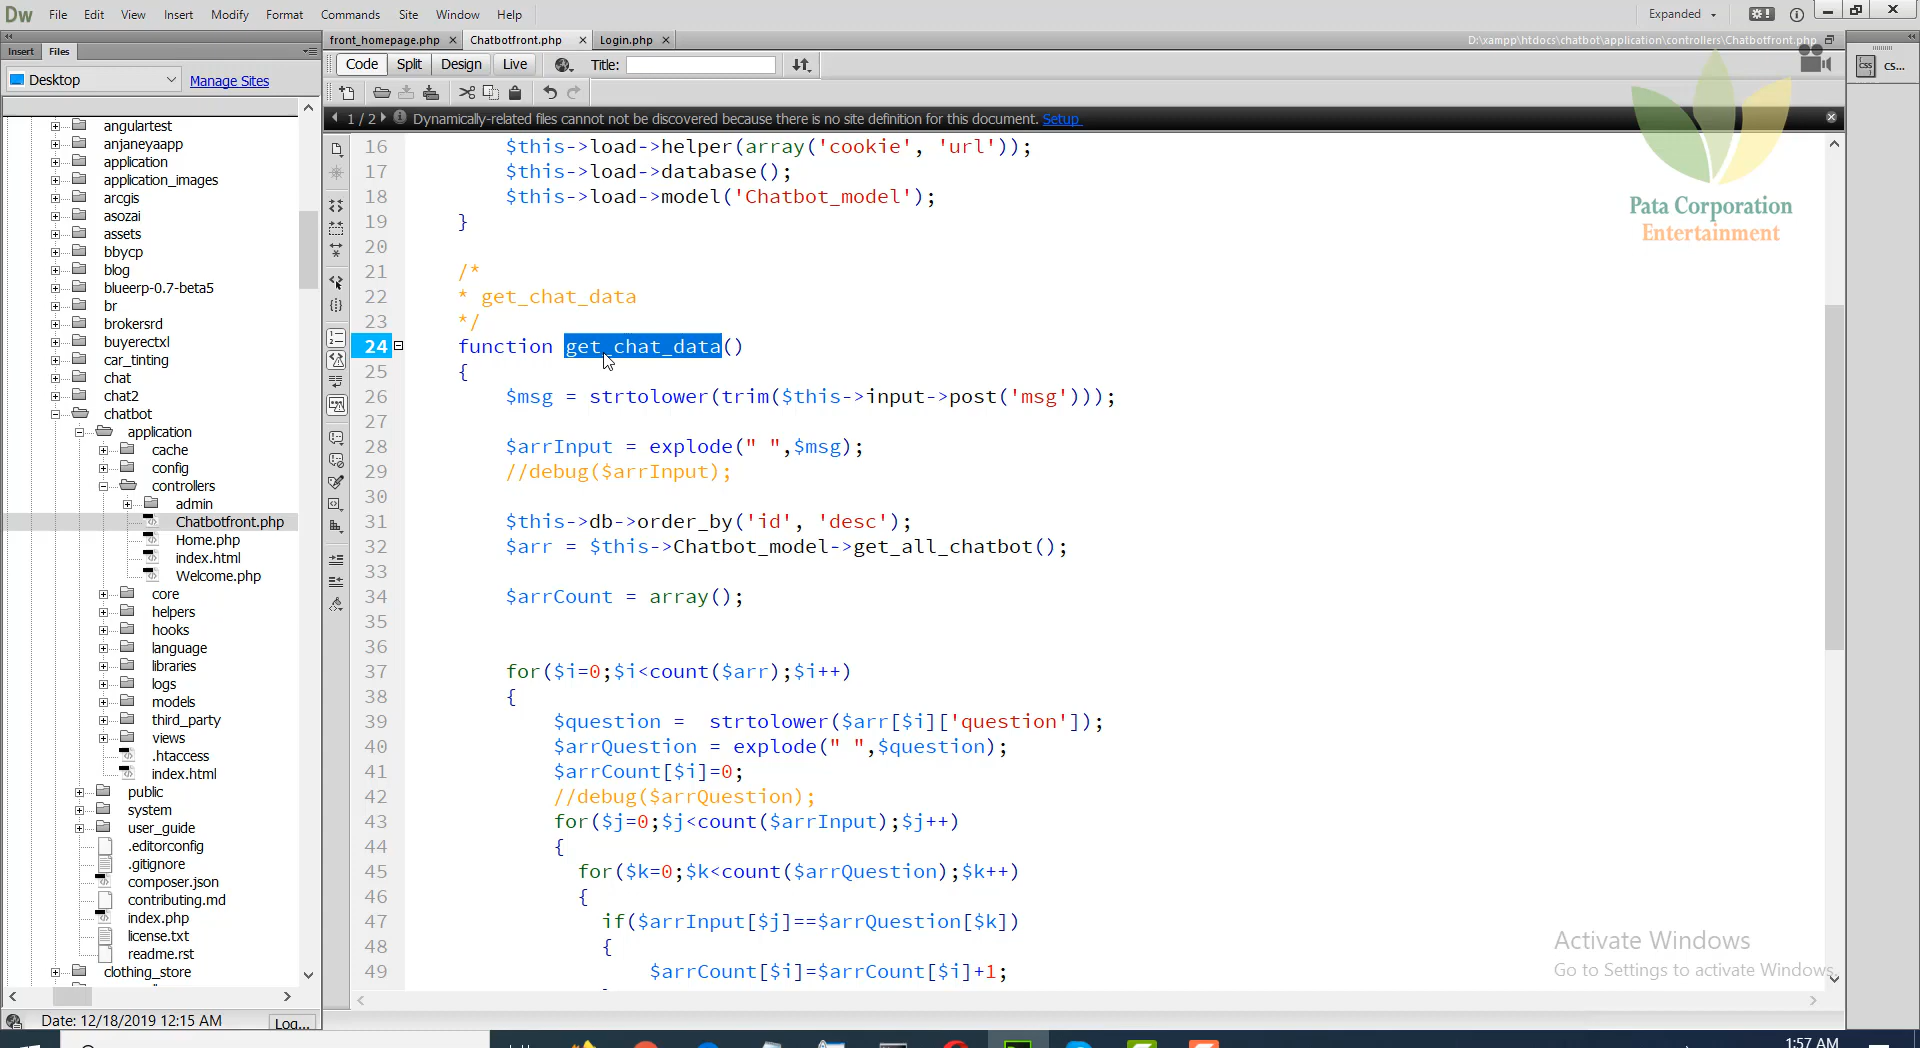 Dw File Edit View Insert Modify Format Commands Site Window Help Expanded
Insert Files
front_homepage.php Chatbotfront.php Login.php D:\xampp\htdocs\chatbot\application\controllers\Chatbotfront.php
Code Split Design Live Title:
CSS cs...
Desktop Manage Sites
1 / 2 Dynamically-related files cannot not be discovered because there is no site definition for this document. Setup
angulartest
anjaneyaapp
application
application_images
arcgis
asozai
assets
bbycp
blog
blueerp-0.7-beta5
br
brokersrd
buyerectxl
car_tinting
chat
chat2
chatbot
application
cache
config
controllers
admin
Chatbotfront.php
Home.php
index.html
Welcome.php
core
helpers
hooks
language
libraries
logs
models
third_party
views
.htaccess
index.html
public
system
user_guide
.editorconfig
.gitignore
composer.json
contributing.md
index.php
license.txt
readme.rst
clothing_store
Date: 12/18/2019 12:15 AM Log...
16 $this->load->helper(array('cookie', 'url'));
17 $this->load->database();
18 $this->load->model('Chatbot_model');
19 }
20
21 /*
22 * get_chat_data
23 */
24 function get_chat_data()
25 {
26 $msg = strtolower(trim($this->input->post('msg')));
27
28 $arrInput = explode(" ",$msg);
29 //debug($arrInput);
30
31 $this->db->order_by('id', 'desc');
32 $arr = $this->Chatbot_model->get_all_chatbot();
33
34 $arrCount = array();
35
36
37 for($i=0;$i<count($arr);$i++)
38 {
39 $question = strtolower($arr[$i]['question']);
40 $arrQuestion = explode(" ",$question);
41 $arrCount[$i]=0;
42 //debug($arrQuestion);
43 for($j=0;$j<count($arrInput);$j++)
44 {
45 for($k=0;$k<count($arrQuestion);$k++)
46 {
47 if($arrInput[$j]==$arrQuestion[$k])
48 {
49 $arrCount[$i]=$arrCount[$i]+1;
Pata Corporation
Entertainment
Activate Windows
Go to Settings to activate Windows.
1:57 AM